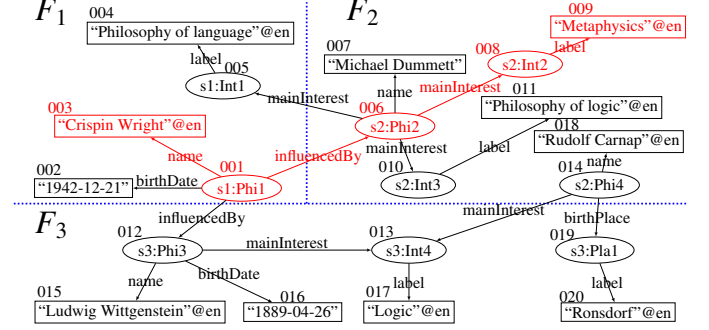 F1
F2
004
009
"Philosophy of language"@en
"Metaphysics"@en
label
label
007
008
005
"Michael Dummett"
s2:Int2
s1:Int1
mainInterest
011
name
mainInterest
"Philosophy of logic"@en
003
006
018
"Crispin Wright"@en
s2:Phi2
"Rudolf Carnap"@en
label
mainInterest
name
influencedBy
name
001
010
014
002
"1942-12-21"
birthDate
s1:Phi1
s2:Int3
s2:Phi4
mainInterest
influencedBy
birthPlace
F3
012
013
019
s3:Phi3
mainInterest
s3:Int4
s3:Pla1
birthDate
name
label
label
015
016
017
020
"Ludwig Wittgenstein"@en
"1889-04-26"
"Logic"@en
"Ronsdorf"@en